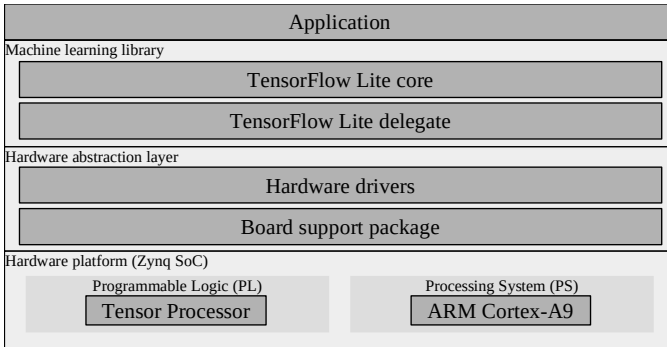 Application
Machine learning library
TensorFlow Lite core
TensorFlow Lite delegate
Hardware abstraction layer
Hardware drivers
Board support package
Hardware platform (Zynq SoC)
Programmable Logic (PL)
Tensor Processor
Processing System (PS)
ARM Cortex-A9